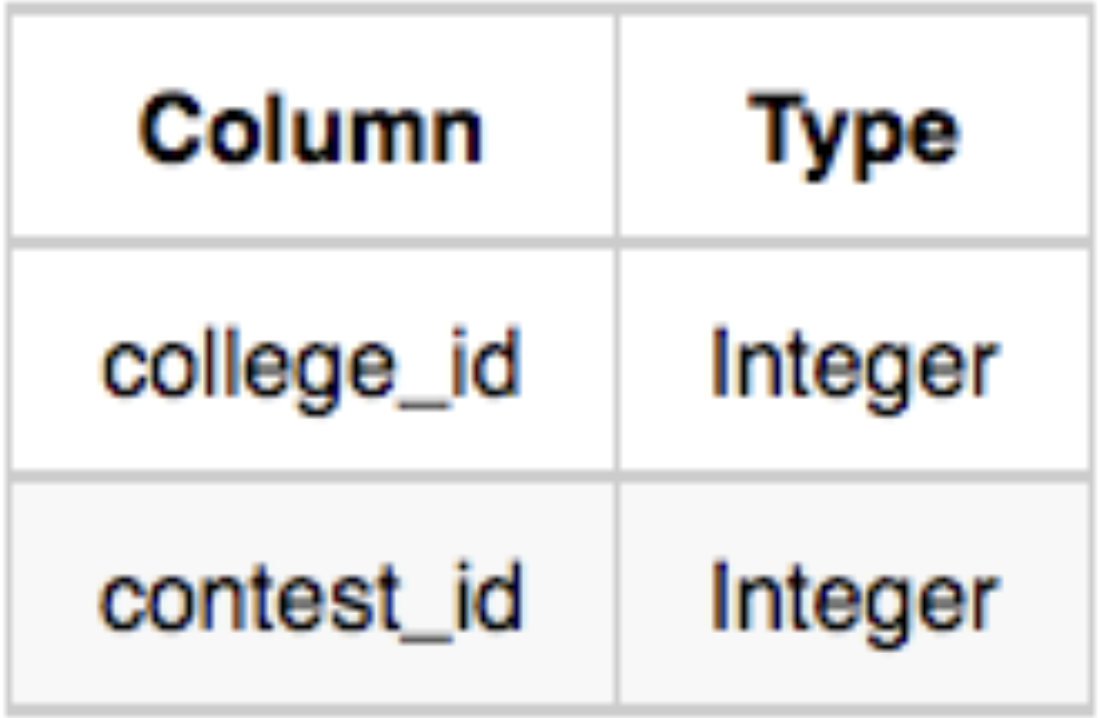 Column Type
college_id Integer
contest_id Integer